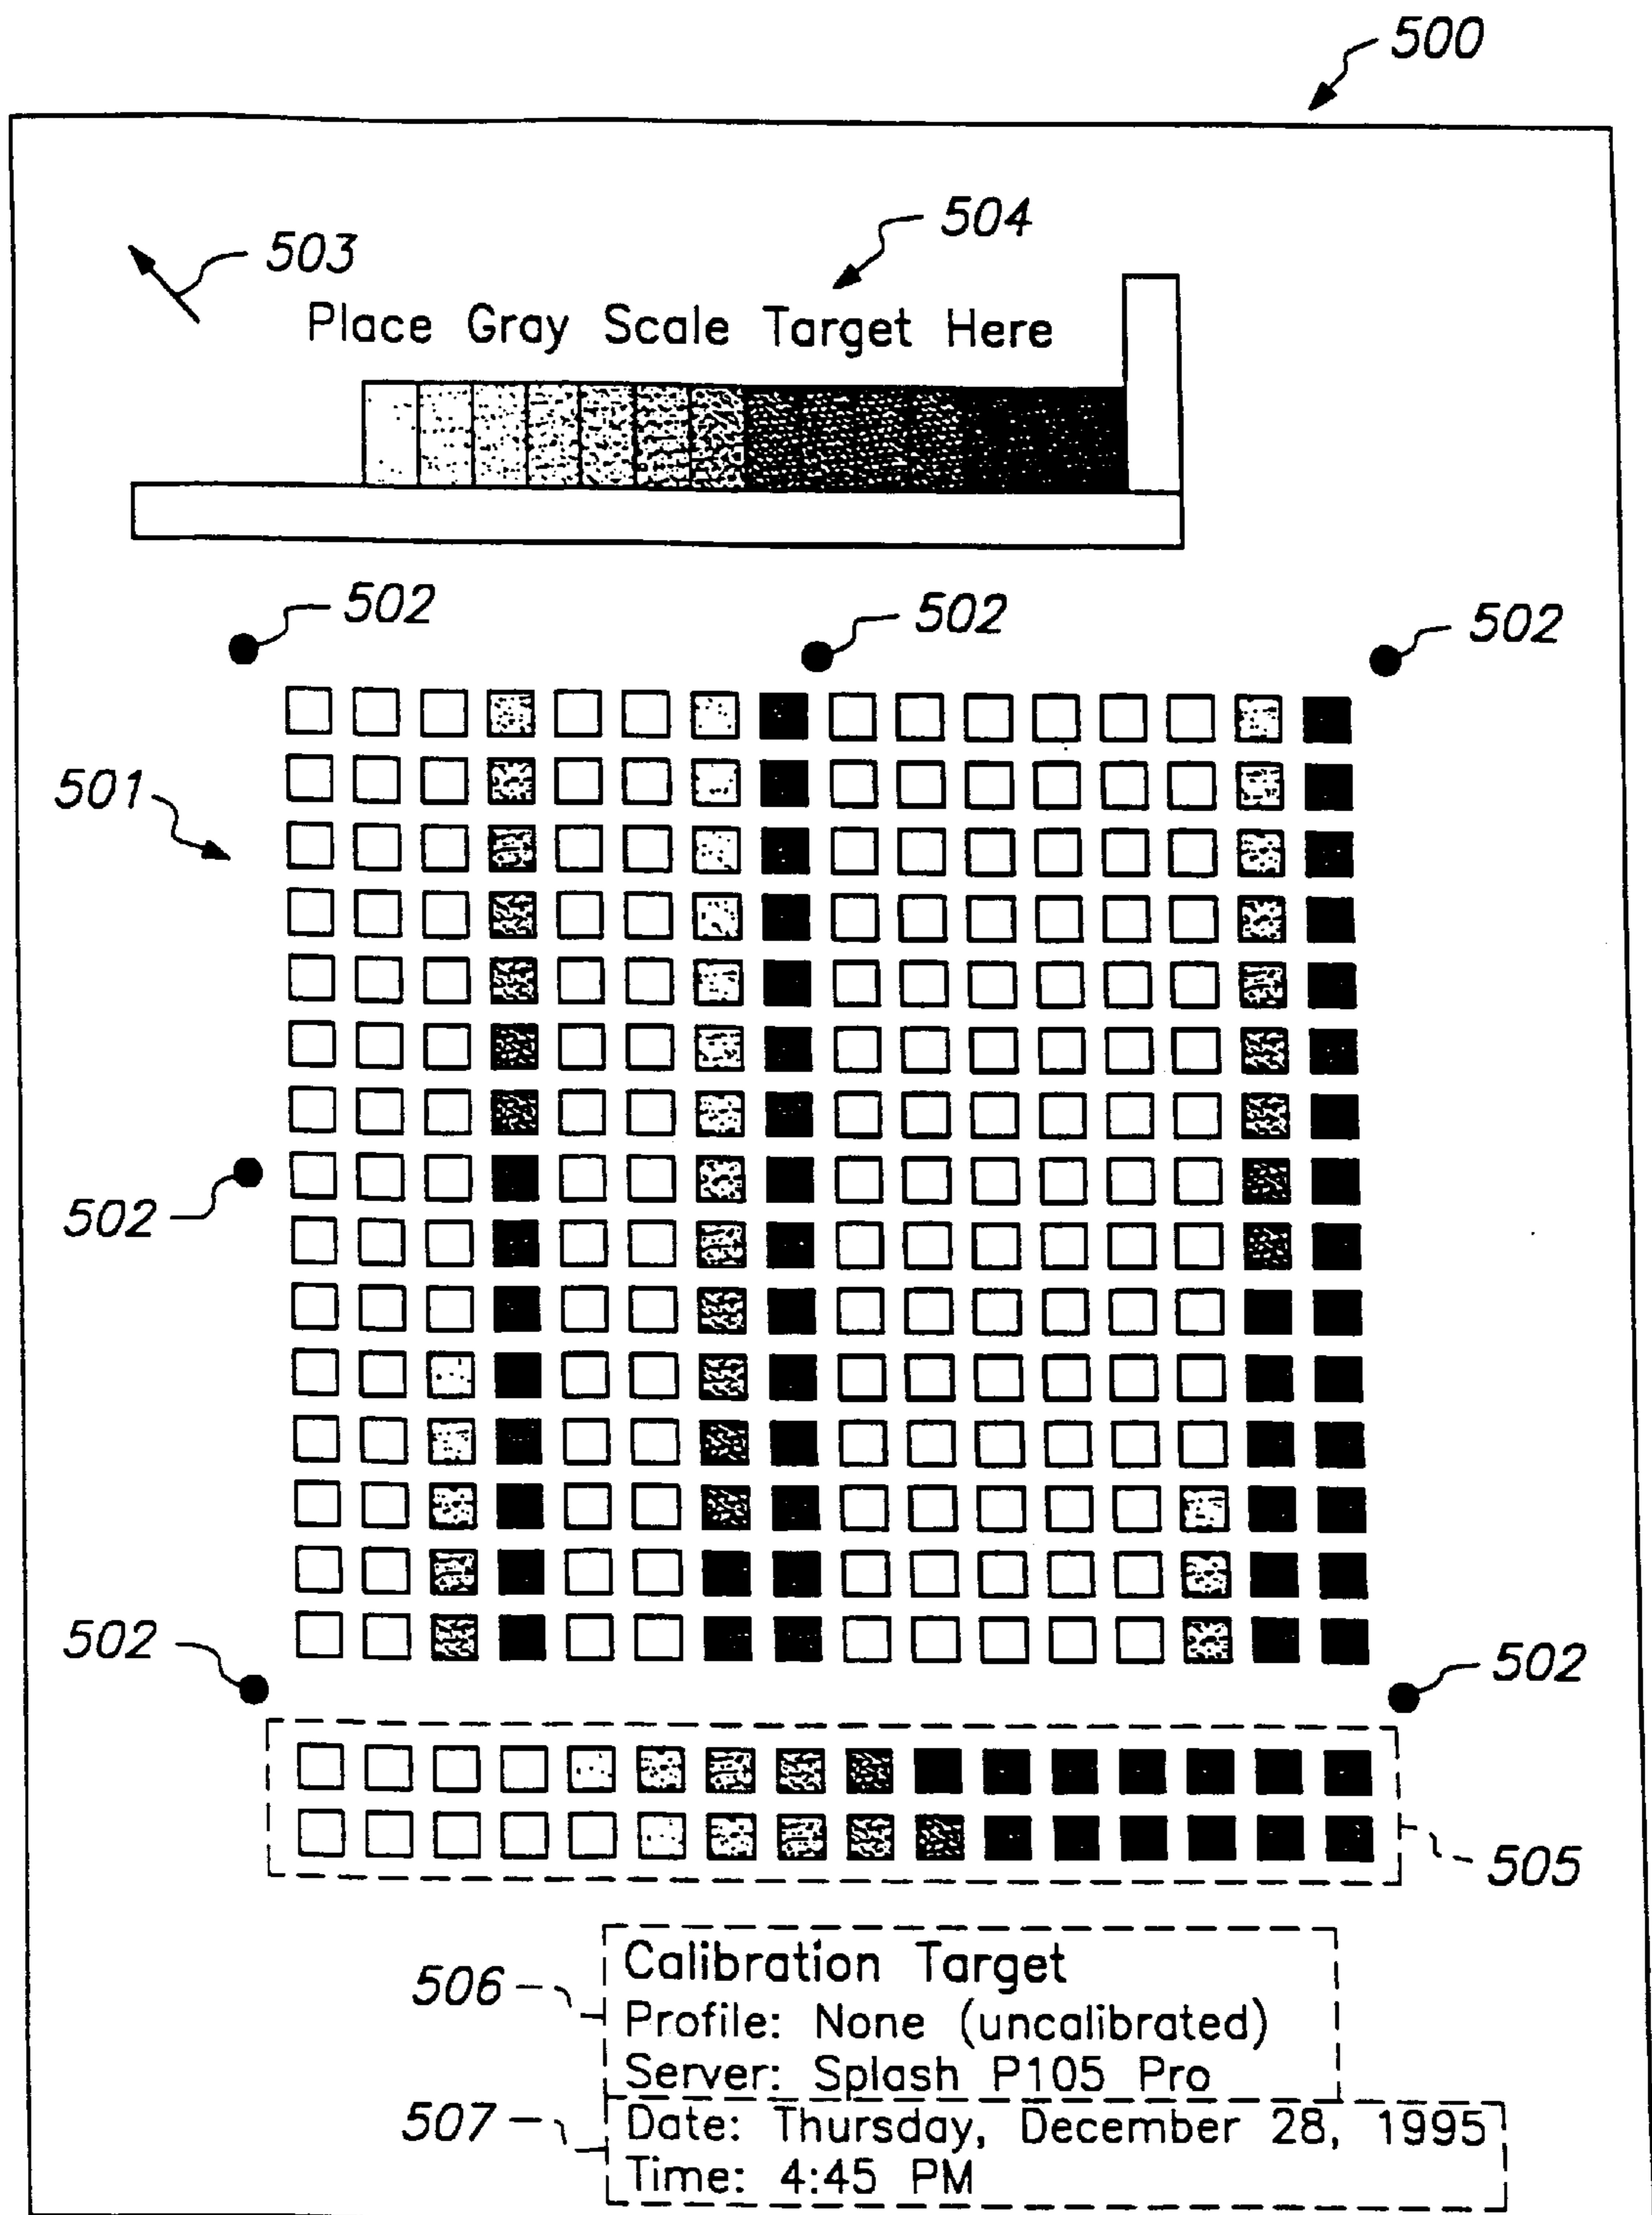 500
504
503
Place Gray Scale Target Here
502
502
502
501
502
502
502
505
Calibration Target
506
Profile: None (uncalibrated)
Server: Splash P105 Pro
507
Date: Thursday, December 28, 1995
Time: 4:45 PM